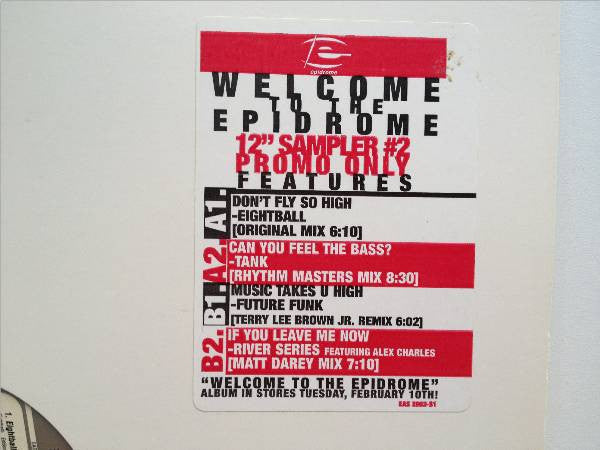 epidrome
WELCOME
TO THE
EPIDROME
12" SAMPLER #2
PROMO ONLY
FEATURES
A1. DON'T FLY SO HIGH
-EIGHTBALL
[ORIGINAL MIX 6:10]
A2. CAN YOU FEEL THE BASS?
-TANK
[RHYTHM MASTERS MIX 8:30]
B1. MUSIC TAKES U HIGH
-FUTURE FUNK
[TERRY LEE BROWN JR. REMIX 6:02]
B2. IF YOU LEAVE ME NOW
-RIVER SERIES FEATURING ALEX CHARLES
[MATT DAREY MIX 7:10]
"WELCOME TO THE EPIDROME"
ALBUM IN STORES TUESDAY, FEBRUARY 10TH!
1. Eightball